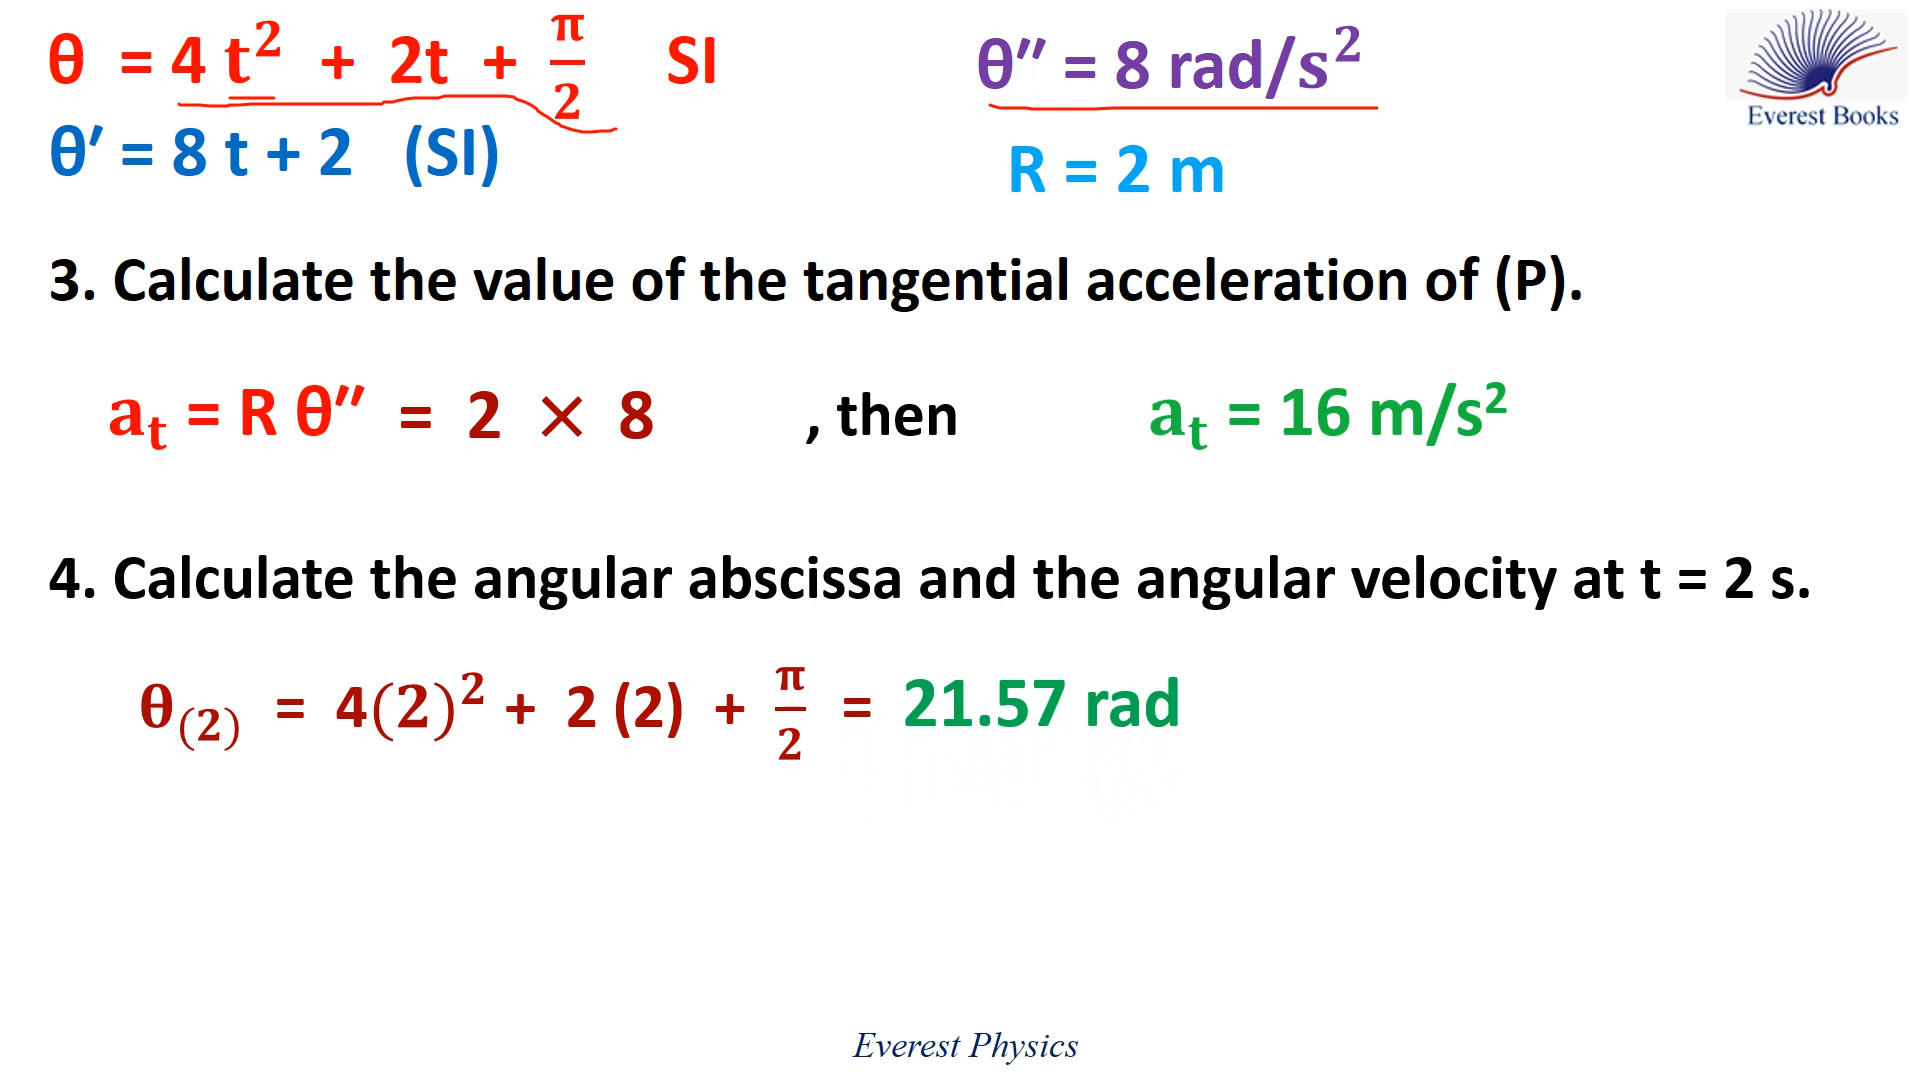 θ = 4 t² + 2t + π/2 SI
θ′ = 8 t + 2 (SI)
θ′′ = 8 rad/s²
R = 2 m
Everest Books
3. Calculate the value of the tangential acceleration of (P).
aₜ = R θ′′ = 2 × 8 , then aₜ = 16 m/s²
4. Calculate the angular abscissa and the angular velocity at t = 2 s.
θ₍₂₎ = 4(2)² + 2 (2) + π/2 = 21.57 rad
Everest Physics